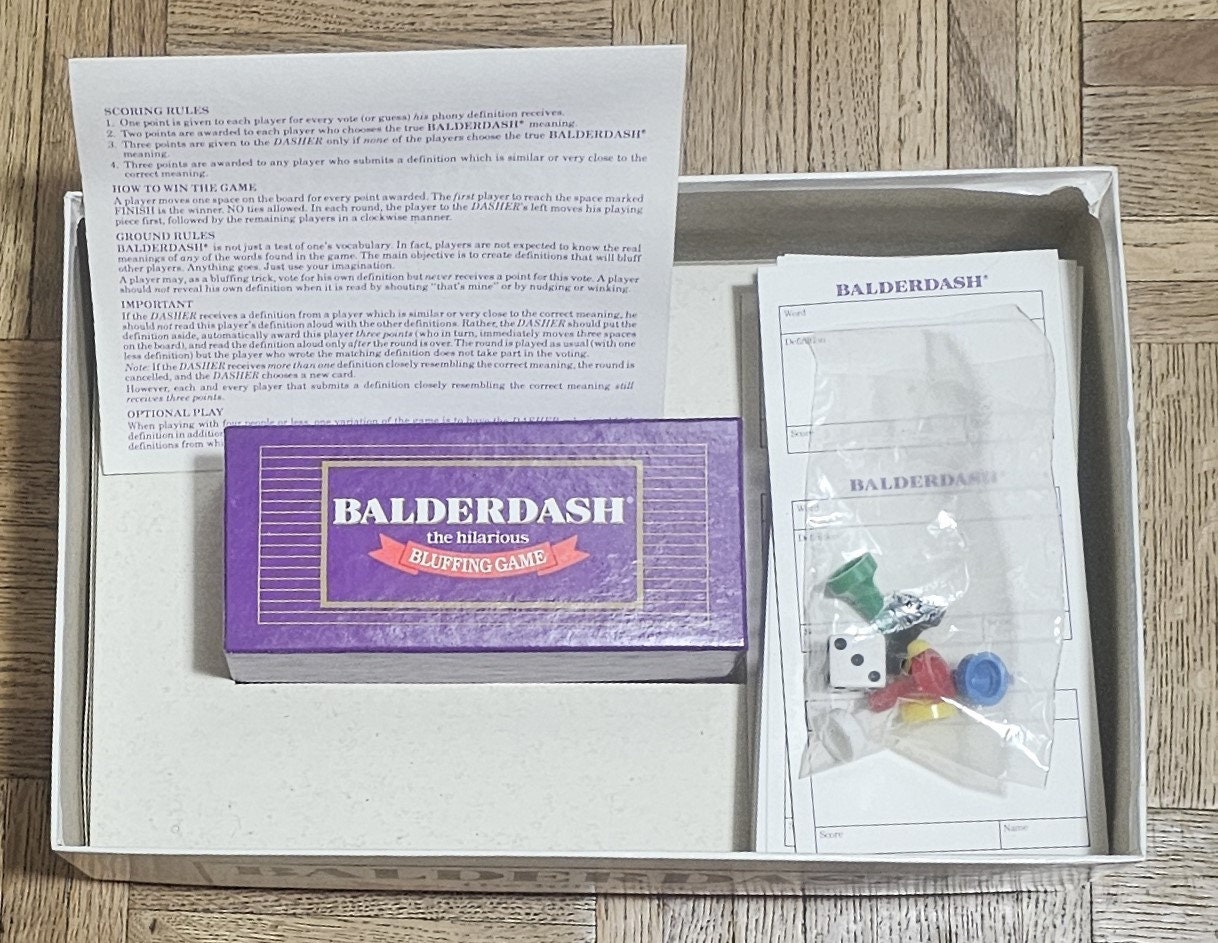 SCORING RULES
1. One point is given to each player for every vote (or guess) his phony definition receives.
2. Two points are awarded to each player who chooses the true BALDERDASH® meaning.
3. Three points are given to the DASHER only if none of the players choose the true BALDERDASH®
meaning.
4. Three points are awarded to any player who submits a definition which is similar or very close to the
correct meaning.
HOW TO WIN THE GAME
A player moves one space on the board for every point awarded. The first player to reach the space marked
FINISH is the winner. NO ties allowed. In each round, the player to the DASHER's left moves his playing
piece first, followed by the remaining players in a clockwise manner.
GROUND RULES
BALDERDASH® is not just a test of one's vocabulary. In fact, players are not expected to know the real
meanings of any of the words found in the game. The main objective is to create definitions that will bluff
other players. Anything goes. Just use your imagination.
A player may, as a bluffing trick, vote for his own definition but never receives a point for this vote. A player
should not reveal his own definition when it is read by shouting "that's mine" or by nudging or winking.
IMPORTANT
If the DASHER receives a definition from a player which is similar or very close to the correct meaning, he
should not read this player's definition aloud with the other definitions. Rather, the DASHER should put the
definition aside, automatically award this player three points (who in turn, immediately moves three spaces
on the board), and read the definition aloud only after the round is over. The round is played as usual (with one
less definition) but the player who wrote the matching definition does not take part in the voting.
Note: If the DASHER receives more than one definition closely resembling the correct meaning, the round is
cancelled, and the DASHER chooses a new card.
However, each and every player that submits a definition closely resembling the correct meaning still
receives three points.
OPTIONAL PLAY
When playing with four people or less, one variation of the game is to have the DASHER
definition in addition
definitions from
BALDERDASH®
the hilarious
BLUFFING GAME
BALDERDASH®
Word
Definition
Score
BALDERDASH
Word
Definition
Score
Name
BALDERDASH